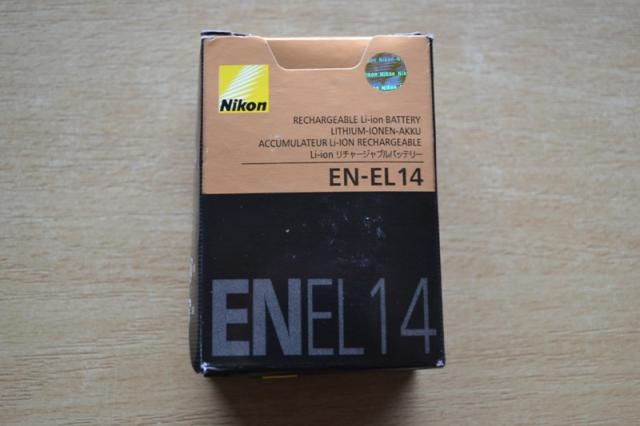 Nikon
RECHARGEABLE Li-ion BATTERY
LITHIUM-IONEN-AKKU
ACCUMULATEUR Li-ION RECHARGEABLE
Li-ion リチャージャブルバッテリー
EN-EL14
ENEL14